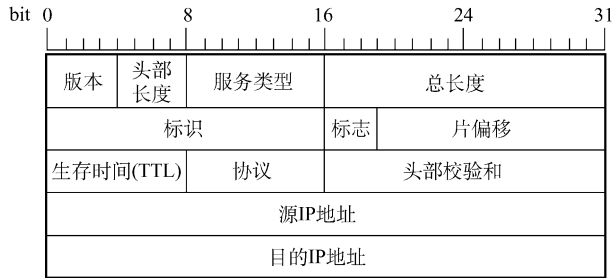 bit 0 8 16 24 31
版本 头部长度 服务类型 总长度
标识 标志 片偏移
生存时间(TTL) 协议 头部校验和
源IP地址
目的IP地址